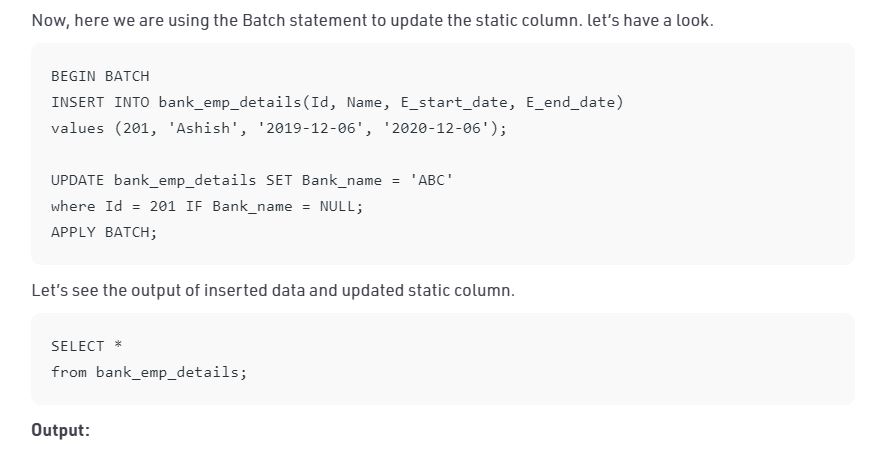 Now, here we are using the Batch statement to update the static column. let’s have a look.
BEGIN BATCH
INSERT INTO bank_emp_details(Id, Name, E_start_date, E_end_date)
values (201, 'Ashish', '2019-12-06', '2020-12-06');
UPDATE bank_emp_details SET Bank_name = 'ABC'
where Id = 201 IF Bank_name = NULL;
APPLY BATCH;
Let’s see the output of inserted data and updated static column.
SELECT *
from bank_emp_details;
Output: